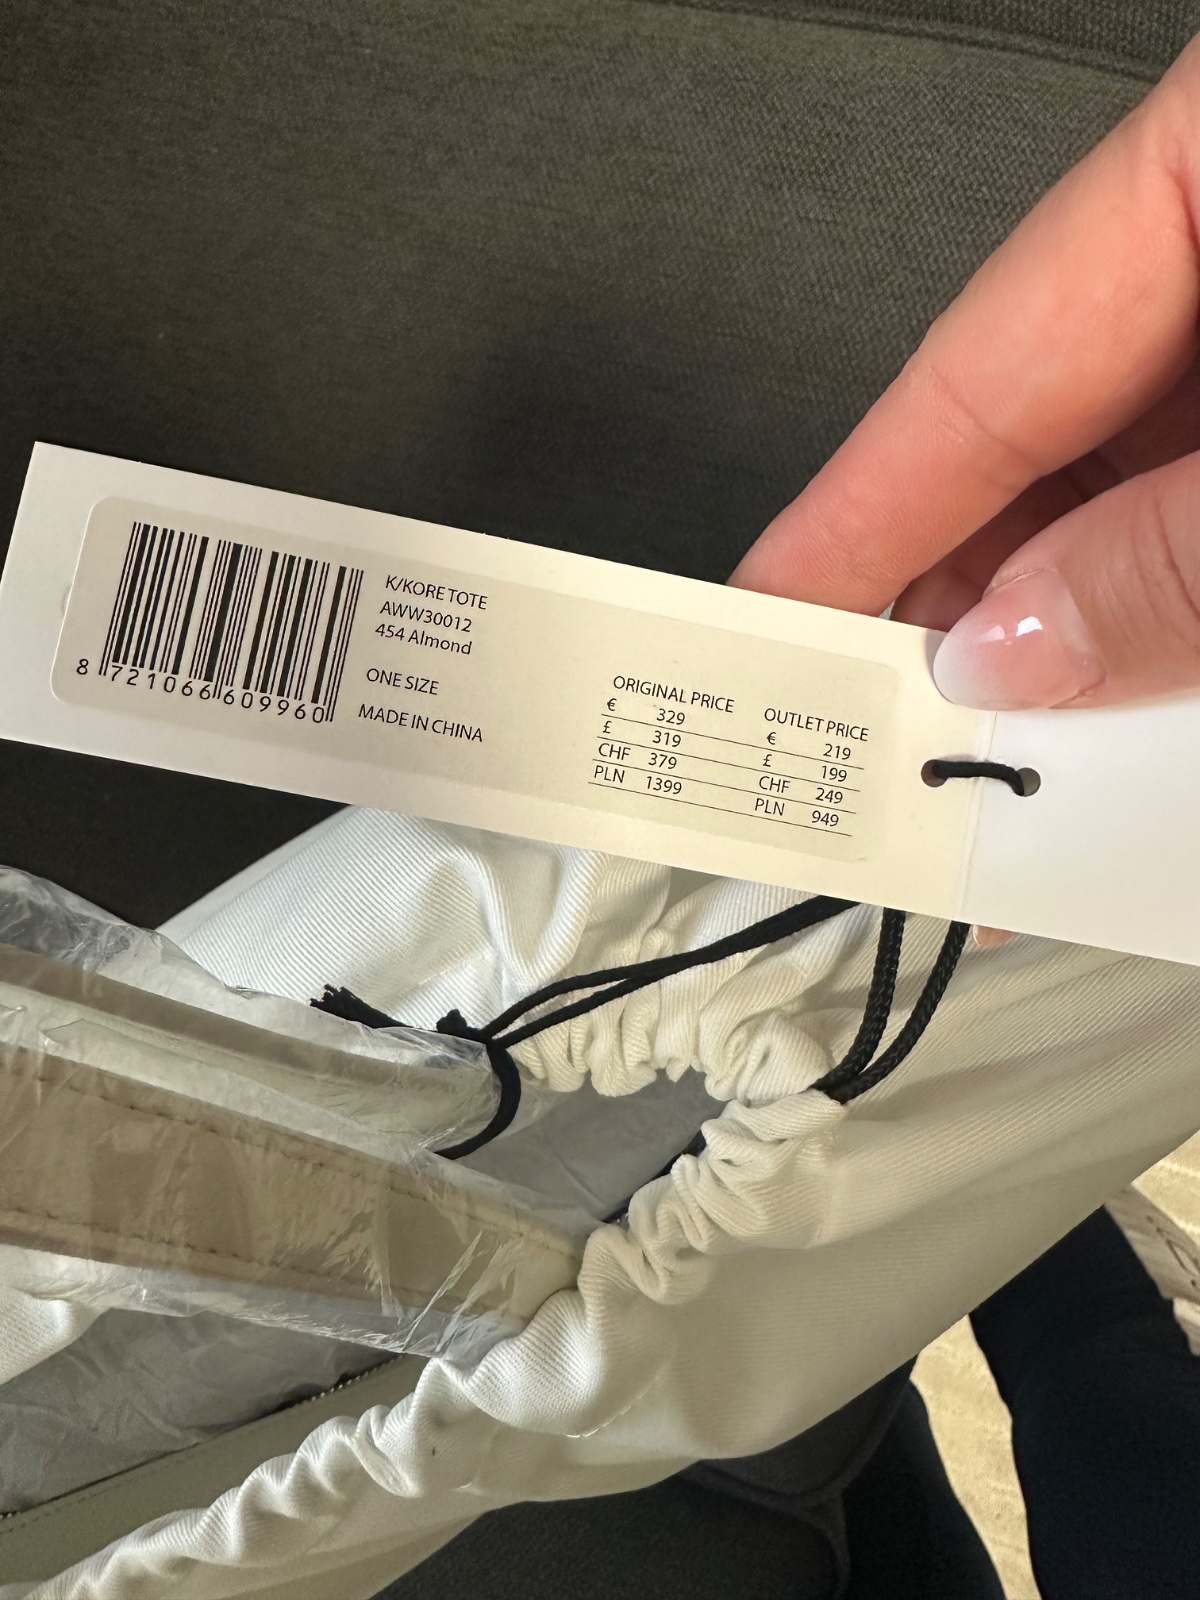 K/KORE TOTE
AWW30012
454 Almond
ONE SIZE
MADE IN CHINA
8 721066 609960
ORIGINAL PRICE
€ 329
£ 319
CHF 379
PLN 1399
OUTLET PRICE
€ 219
£ 199
CHF 249
PLN 949